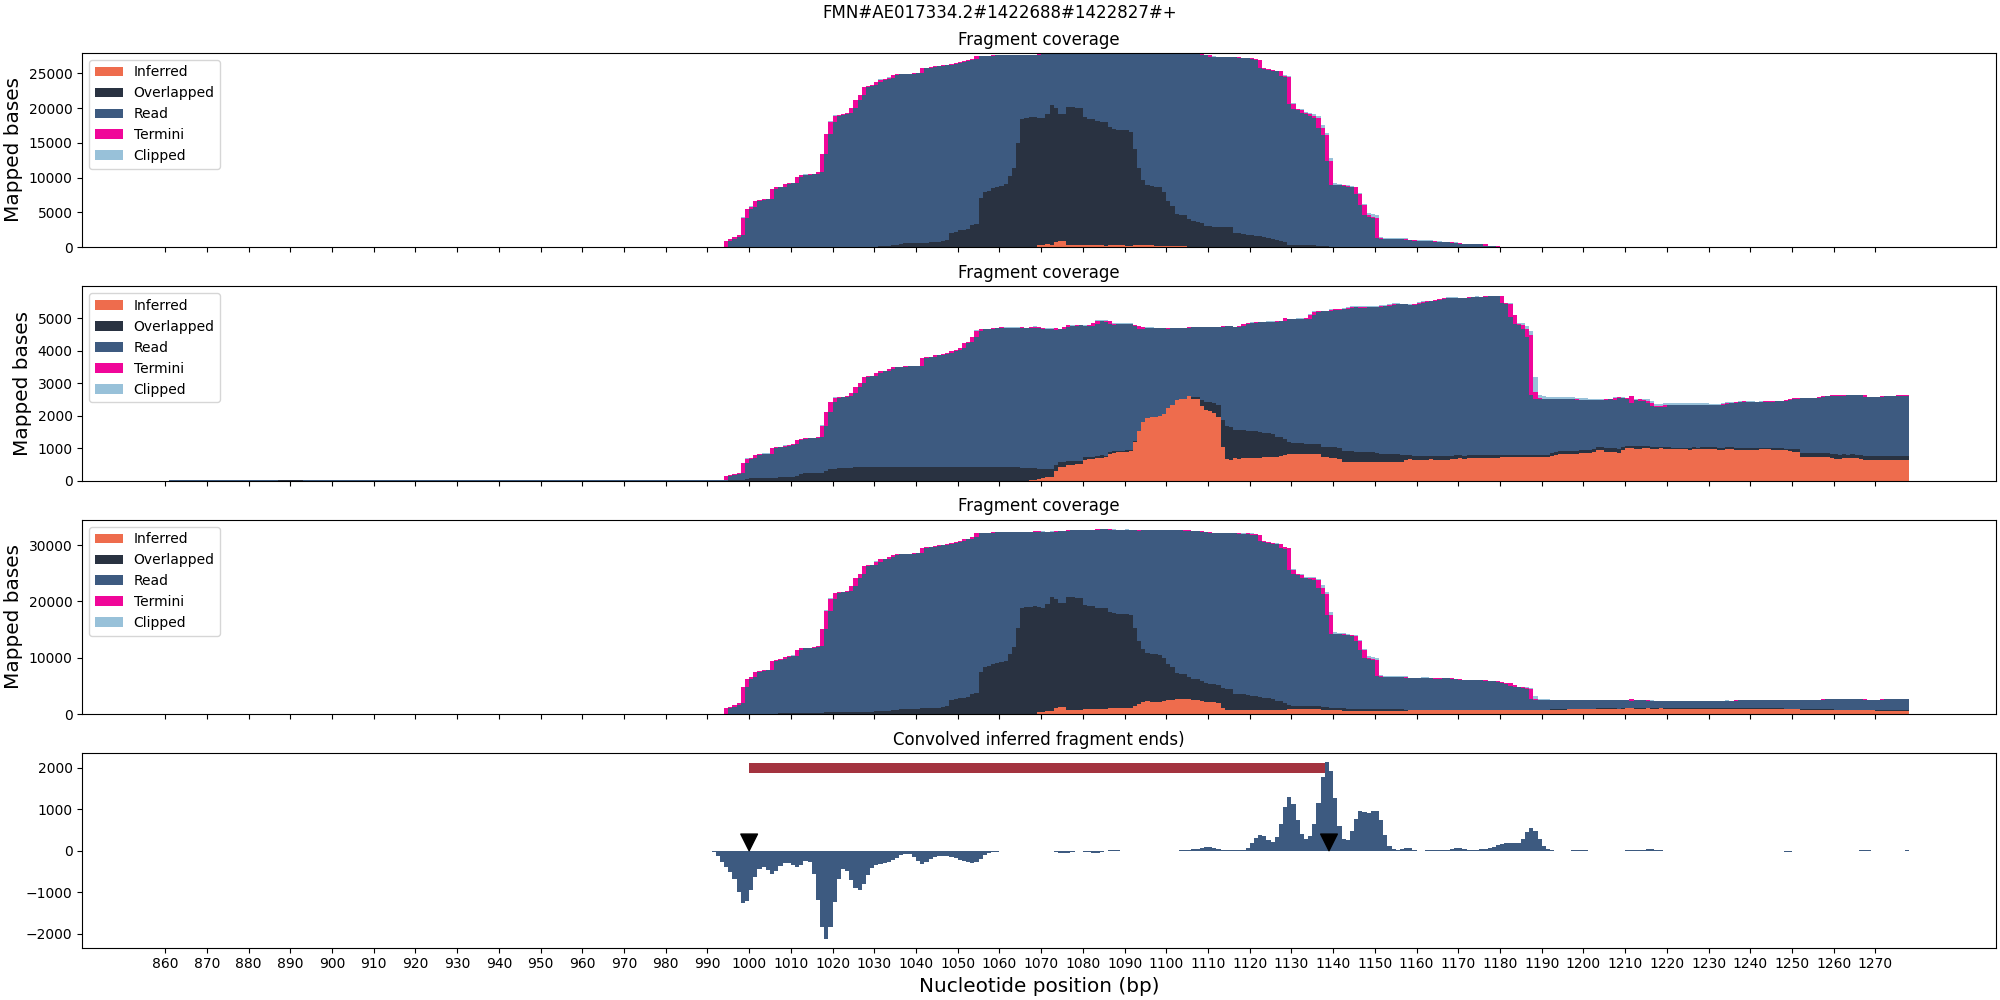 FMN#AE017334.2#1422688#1422827#+
Fragment coverage
Mapped bases
25000
20000
15000
10000
5000
0
Inferred
Overlapped
Read
Termini
Clipped
Fragment coverage
Mapped bases
5000
4000
3000
2000
1000
0
Inferred
Overlapped
Read
Termini
Clipped
Fragment coverage
Mapped bases
30000
20000
10000
0
Inferred
Overlapped
Read
Termini
Clipped
Convolved inferred fragment ends)
2000
1000
0
−1000
−2000
860 870 880 890 900 910 920 930 940 950 960 970 980 990 1000 1010 1020 1030 1040 1050 1060 1070 1080 1090 1100 1110 1120 1130 1140 1150 1160 1170 1180 1190 1200 1210 1220 1230 1240 1250 1260 1270
Nucleotide position (bp)